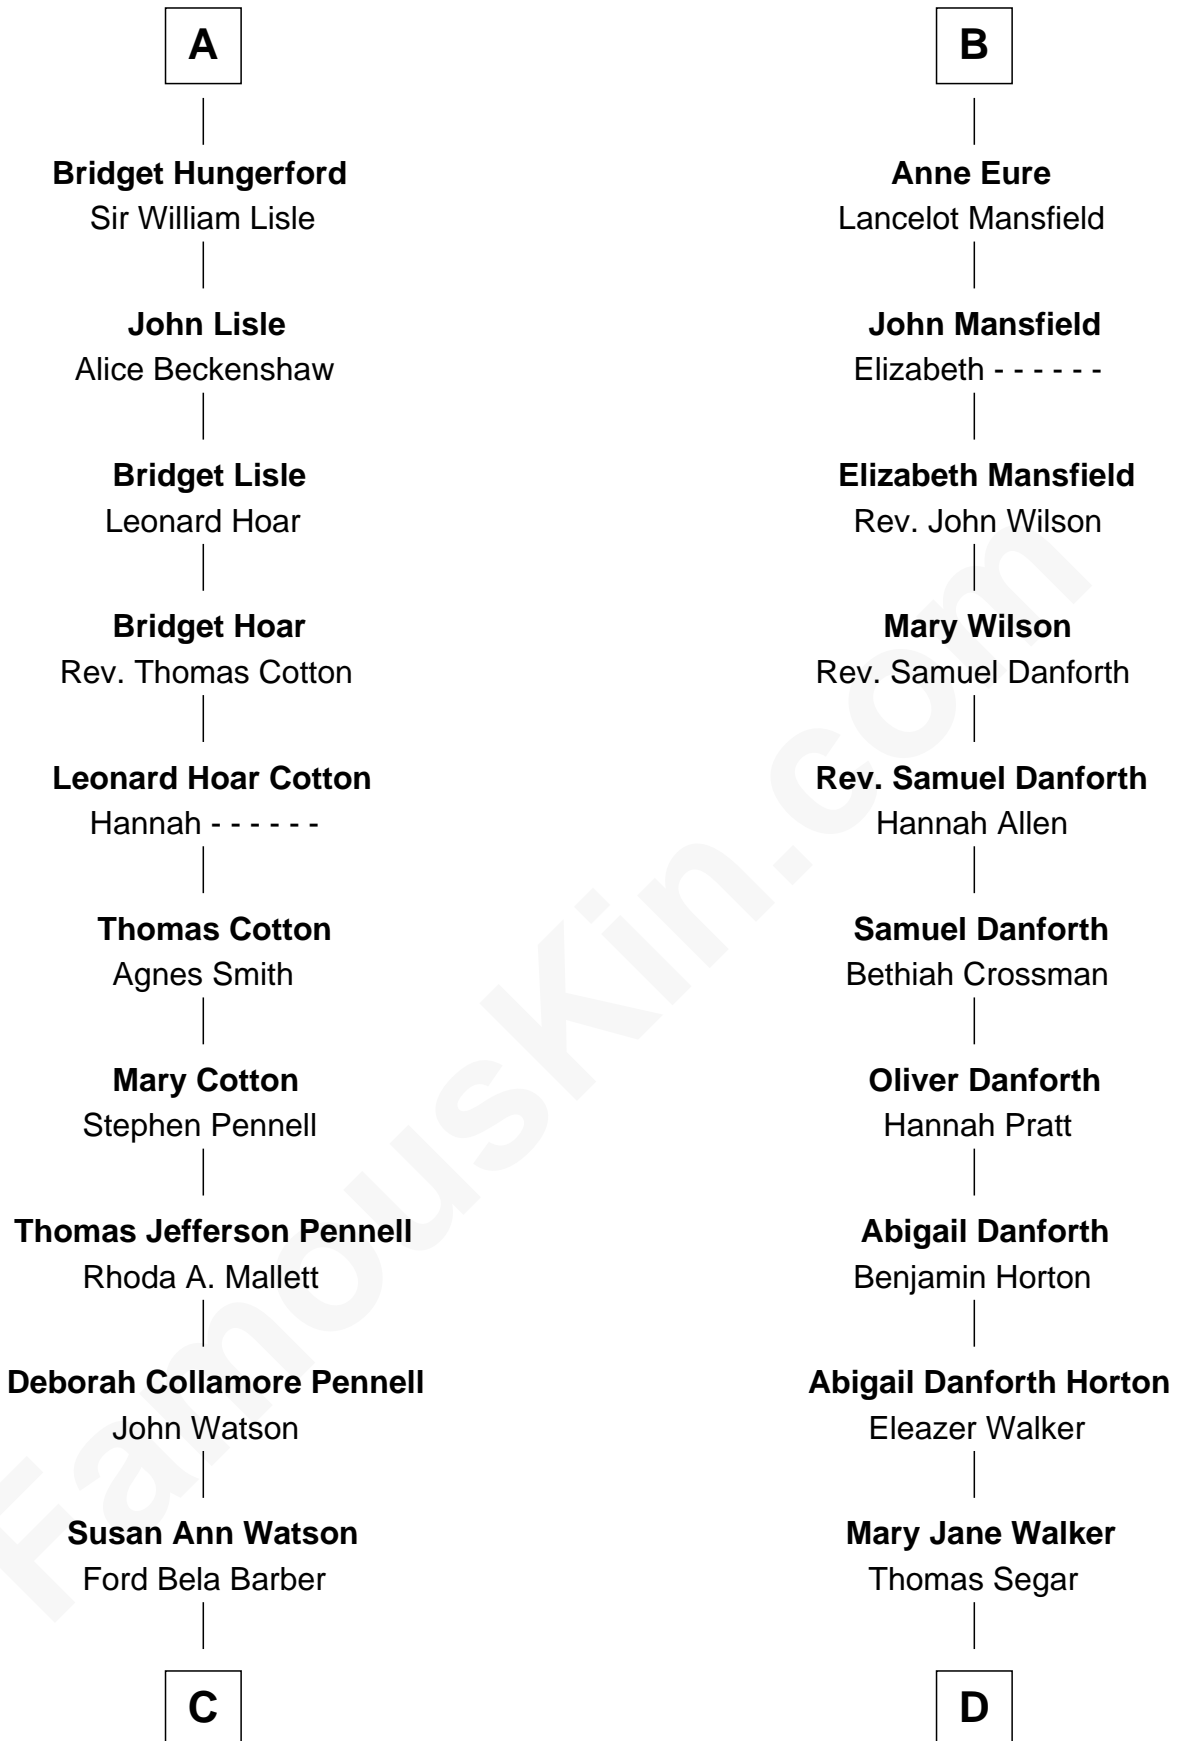 A
Bridget Hungerford
Sir William Lisle
John Lisle
Alice Beckenshaw
Bridget Lisle
Leonard Hoar
Bridget Hoar
Rev. Thomas Cotton
Leonard Hoar Cotton
Hannah - - - - - -
Thomas Cotton
Agnes Smith
Mary Cotton
Stephen Pennell
Thomas Jefferson Pennell
Rhoda A. Mallett
Deborah Collamore Pennell
John Watson
Susan Ann Watson
Ford Bela Barber
C
B
Anne Eure
Lancelot Mansfield
John Mansfield
Elizabeth - - - - - -
Elizabeth Mansfield
Rev. John Wilson
Mary Wilson
Rev. Samuel Danforth
Rev. Samuel Danforth
Hannah Allen
Samuel Danforth
Bethiah Crossman
Oliver Danforth
Hannah Pratt
Abigail Danforth
Benjamin Horton
Abigail Danforth Horton
Eleazer Walker
Mary Jane Walker
Thomas Segar
D
FamousKin.com